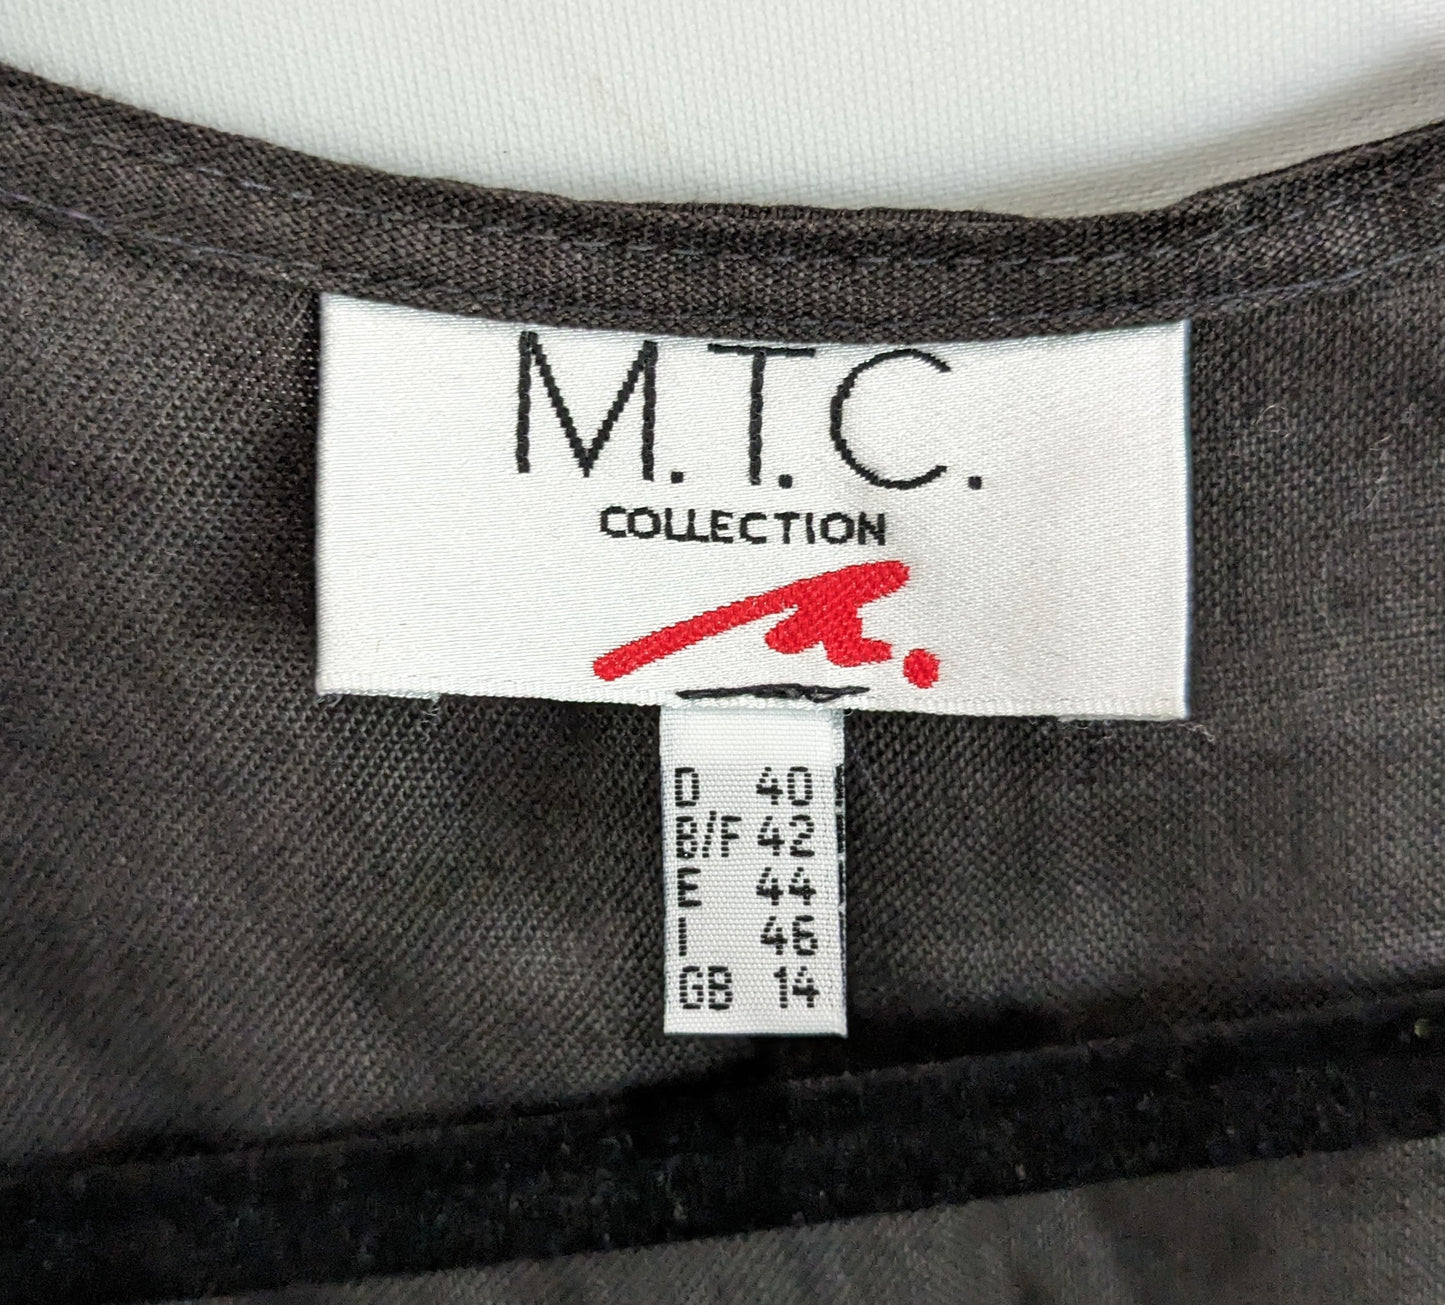 M.T.C.
COLLECTION
D 40
B/F 42
E 44
I 46
GB 14